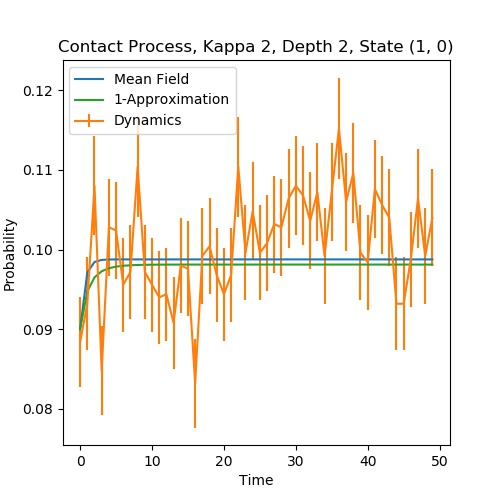 Contact Process, Kappa 2, Depth 2, State (1, 0)
Mean Field
1-Approximation
Dynamics
0.12
0.11
0.10
0.09
0.08
Probability
0 10 20 30 40 50
Time